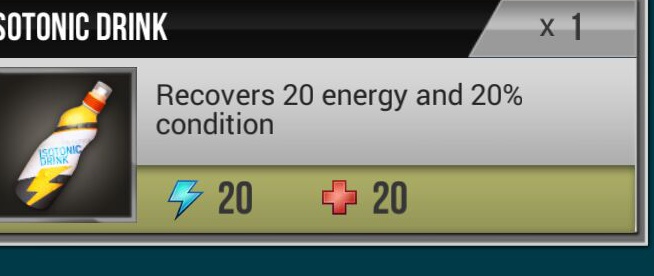 SOTONIC DRINK
x 1
Recovers 20 energy and 20%
condition
ISOTONIC
DRINK
20
20